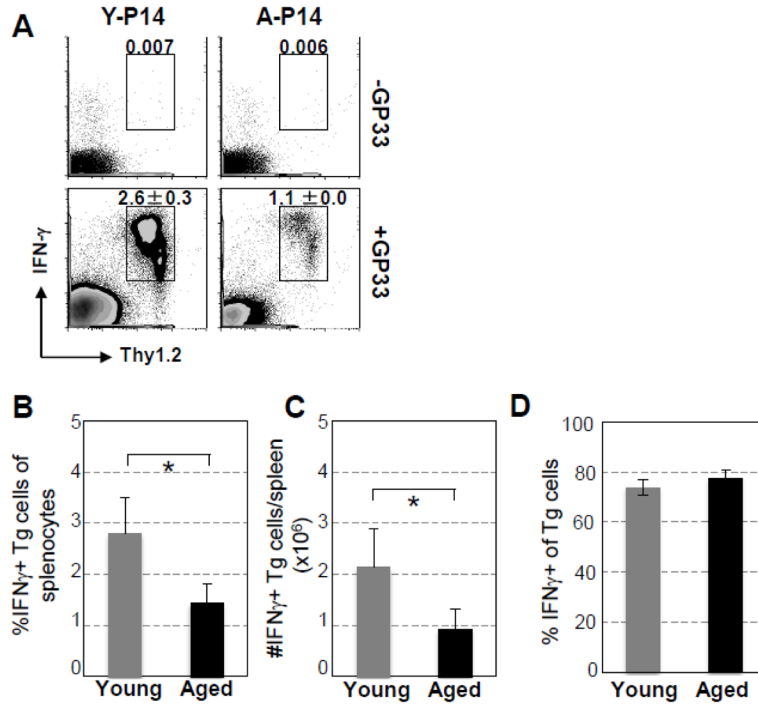 A
Y-P14
A-P14
0.007
0.006
-GP33
2.6±0.3
1.1 ±0.0
+GP33
IFN-γ
Thy1.2
B
%IFNγ+ Tg cells of
splenocytes
5
4
3
2
1
0
*
Young
Aged
C
#IFNγ+ Tg cells/spleen
(x10⁶)
5
4
3
2
1
0
*
Young
Aged
D
% IFNγ+ of Tg cells
100
80
60
40
20
0
Young
Aged